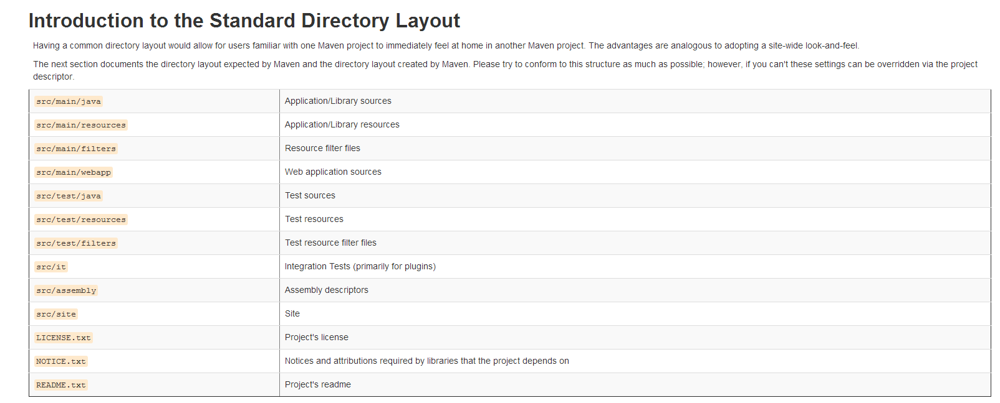 Introduction to the Standard Directory Layout
Having a common directory layout would allow for users familiar with one Maven project to immediately feel at home in another Maven project. The advantages are analogous to adopting a site-wide look-and-feel.
The next section documents the directory layout expected by Maven and the directory layout created by Maven. Please try to conform to this structure as much as possible; however, if you can't these settings can be overridden via the project
descriptor.
src/main/java Application/Library sources
src/main/resources Application/Library resources
src/main/filters Resource filter files
src/main/webapp Web application sources
src/test/java Test sources
src/test/resources Test resources
src/test/filters Test resource filter files
src/it Integration Tests (primarily for plugins)
src/assembly Assembly descriptors
src/site Site
LICENSE.txt Project's license
NOTICE.txt Notices and attributions required by libraries that the project depends on
README.txt Project's readme